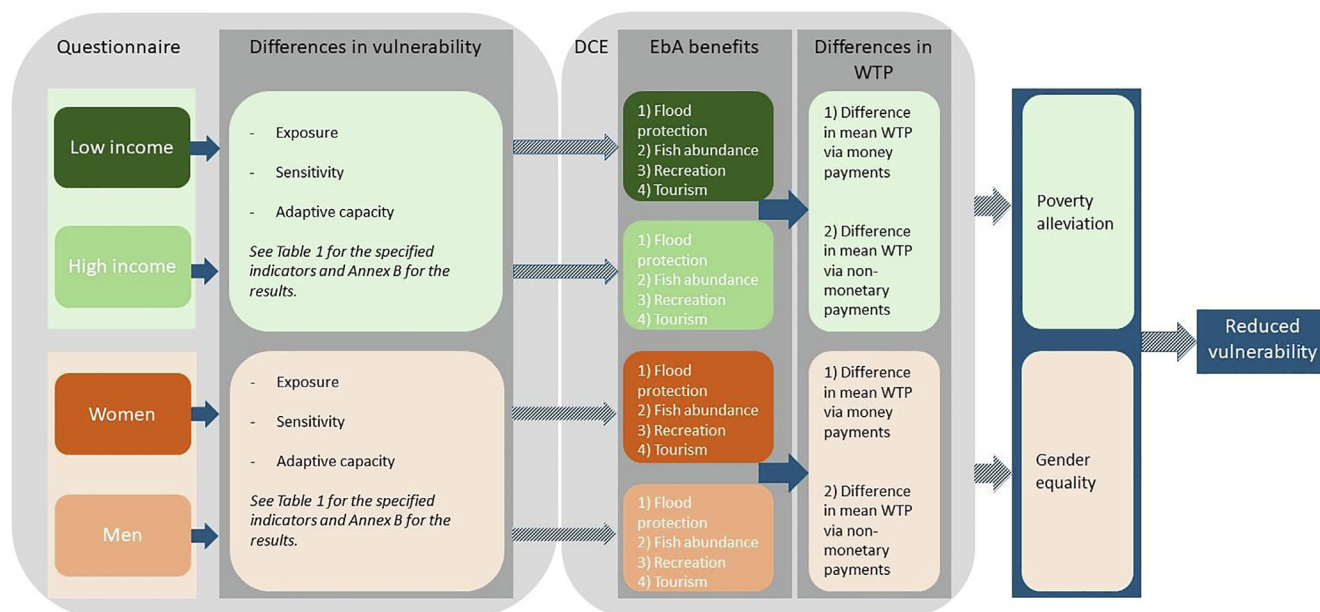 Questionnaire
Differences in vulnerability
DCE
EbA benefits
Differences in
WTP
Low income
High income
- Exposure
- Sensitivity
- Adaptive capacity
See Table 1 for the specified
indicators and Annex B for the
results.
1) Flood
protection
2) Fish abundance
3) Recreation
4) Tourism
1) Flood
protection
2) Fish abundance
3) Recreation
4) Tourism
1) Difference
in mean WTP
via money
payments
2) Difference
in mean WTP
via non-
monetary
payments
Poverty
alleviation
Women
Men
- Exposure
- Sensitivity
- Adaptive capacity
See Table 1 for the specified
indicators and Annex B for the
results.
1) Flood
protection
2) Fish abundance
3) Recreation
4) Tourism
1) Flood
protection
2) Fish abundance
3) Recreation
4) Tourism
1) Difference
in mean WTP
via money
payments
2) Difference
in mean WTP
via non-
monetary
payments
Gender
equality
Reduced
vulnerability